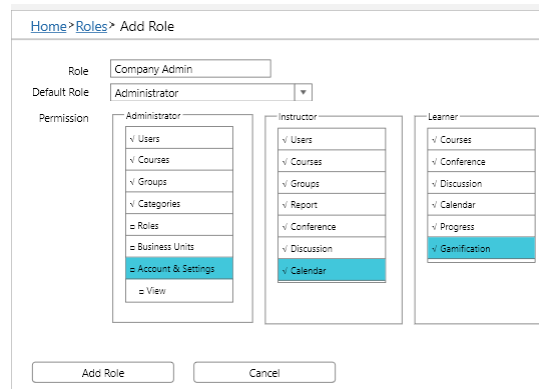 Home>Roles> Add Role
Role Company Admin
Default Role Administrator
Permission
Administrator
√ Users
√ Courses
√ Groups
√ Categories
= Roles
= Business Units
= Account & Settings
= View
Instructor
√ Users
√ Courses
√ Groups
√ Report
√ Conference
√ Discussion
√ Calendar
Learner
√ Courses
√ Conference
√ Discussion
√ Calendar
√ Progress
√ Gamification
Add Role Cancel